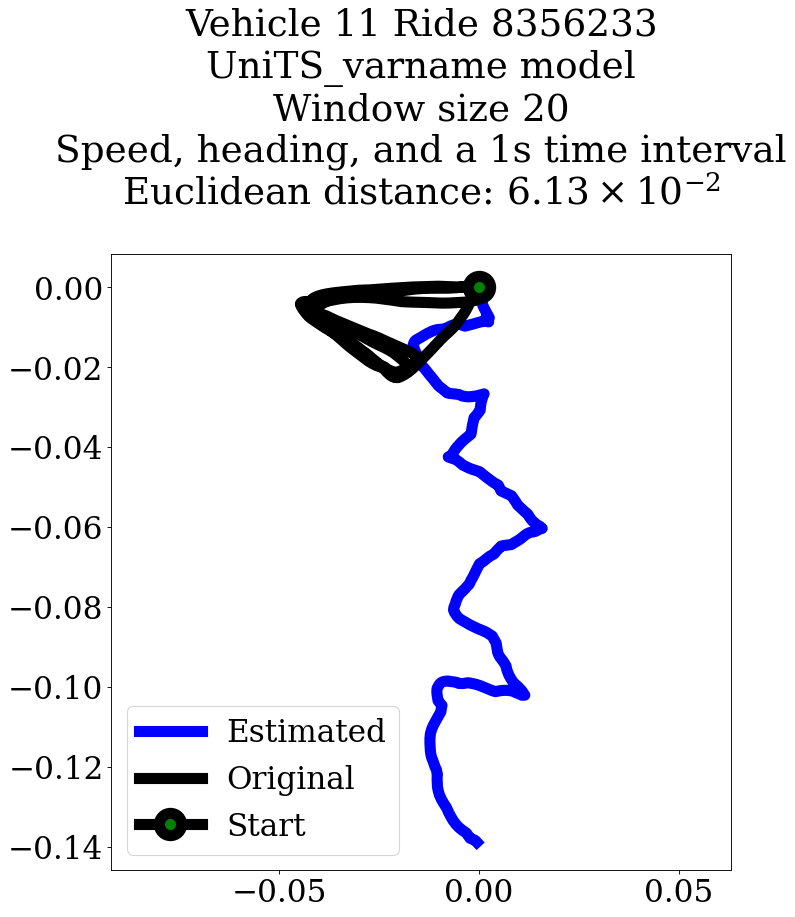 Vehicle 11 Ride 8356233
UniTS_varname model
Window size 20
Speed, heading, and a 1s time interval
Euclidean distance: 6.13 × 10⁻²
0.00
−0.02
−0.04
−0.06
−0.08
−0.10
−0.12
−0.14
Estimated
Original
Start
−0.05 0.00 0.05